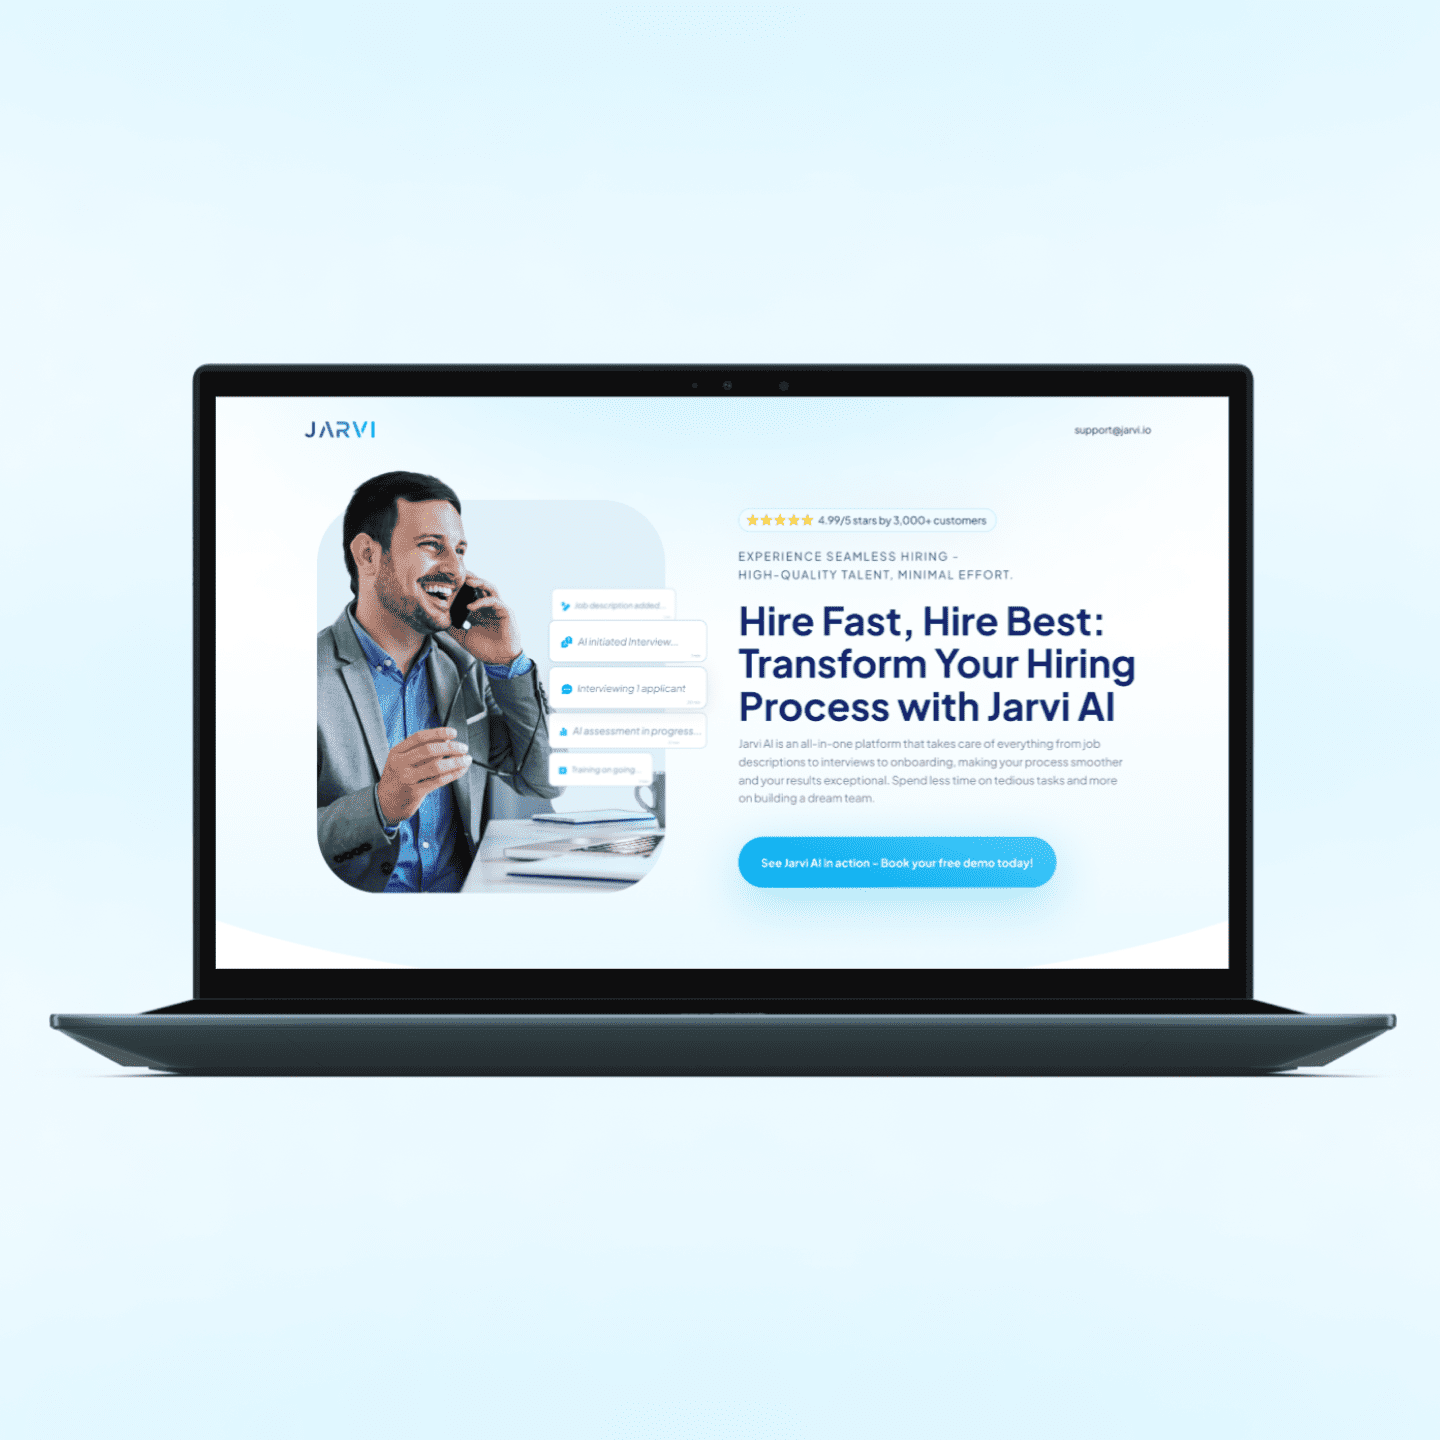 JARVI
support@jarvi.io
Job description added...
AI initiated Interview...
Interviewing 1 applicant
AI assessment in progress...
Training on going...
4.99/5 stars by 3,000+ customers
EXPERIENCE SEAMLESS HIRING -
HIGH-QUALITY TALENT, MINIMAL EFFORT.
Hire Fast, Hire Best:
Transform Your Hiring
Process with Jarvi AI
Jarvi AI is an all-in-one platform that takes care of everything from job
descriptions to interviews to onboarding, making your process smoother
and your results exceptional. Spend less time on tedious tasks and more
on building a dream team.
See Jarvi AI in action - Book your free demo today!